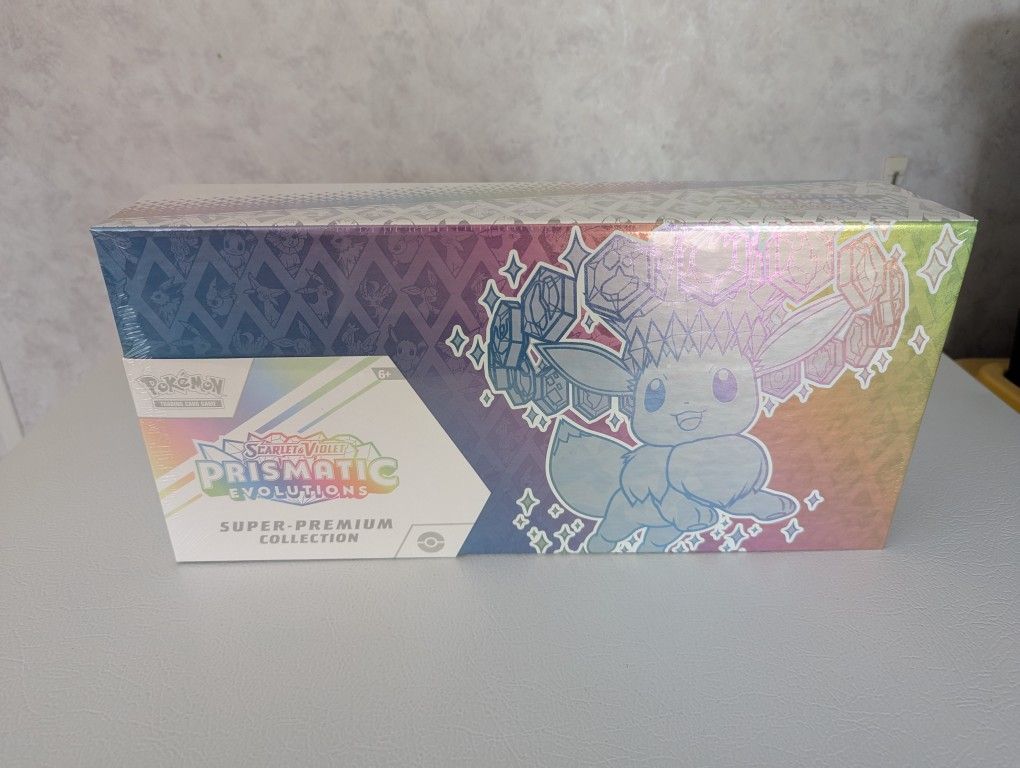 6+
POKéMON
TRADING CARD GAME
SCARLET & VIOLET
PRISMATIC
EVOLUTIONS
SUPER-PREMIUM
COLLECTION